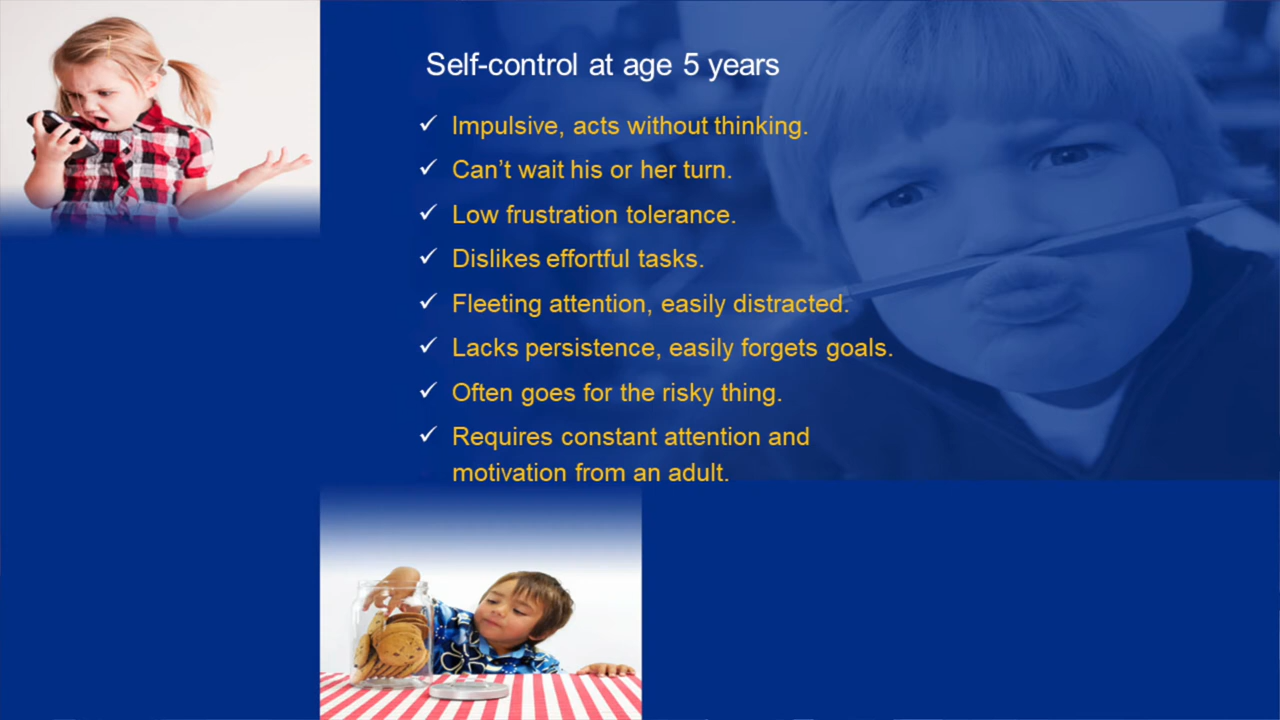 Self-control at age 5 years
✓ Impulsive, acts without thinking.
✓ Can’t wait his or her turn.
✓ Low frustration tolerance.
✓ Dislikes effortful tasks.
✓ Fleeting attention, easily distracted.
✓ Lacks persistence, easily forgets goals.
✓ Often goes for the risky thing.
✓ Requires constant attention and
motivation from an adult.